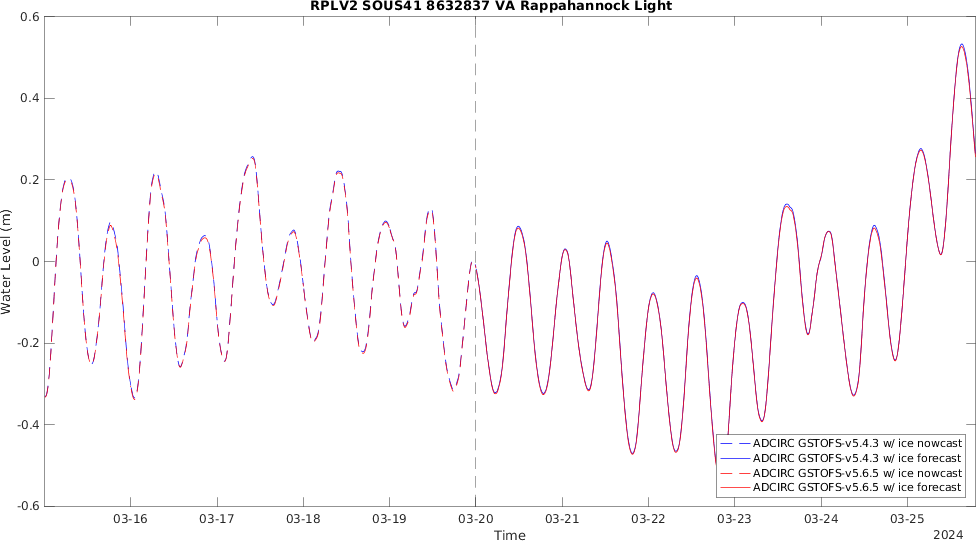 RPLV2 SOUS41 8632837 VA Rappahannock Light
0.6
0.4
0.2
0
-0.2
-0.4
-0.6
Water Level (m)
ADCIRC GSTOFS-v5.4.3 w/ ice nowcast
ADCIRC GSTOFS-v5.4.3 w/ ice forecast
ADCIRC GSTOFS-v5.6.5 w/ ice nowcast
ADCIRC GSTOFS-v5.6.5 w/ ice forecast
03-16 03-17 03-18 03-19 03-20 03-21 03-22 03-23 03-24 03-25
Time
2024